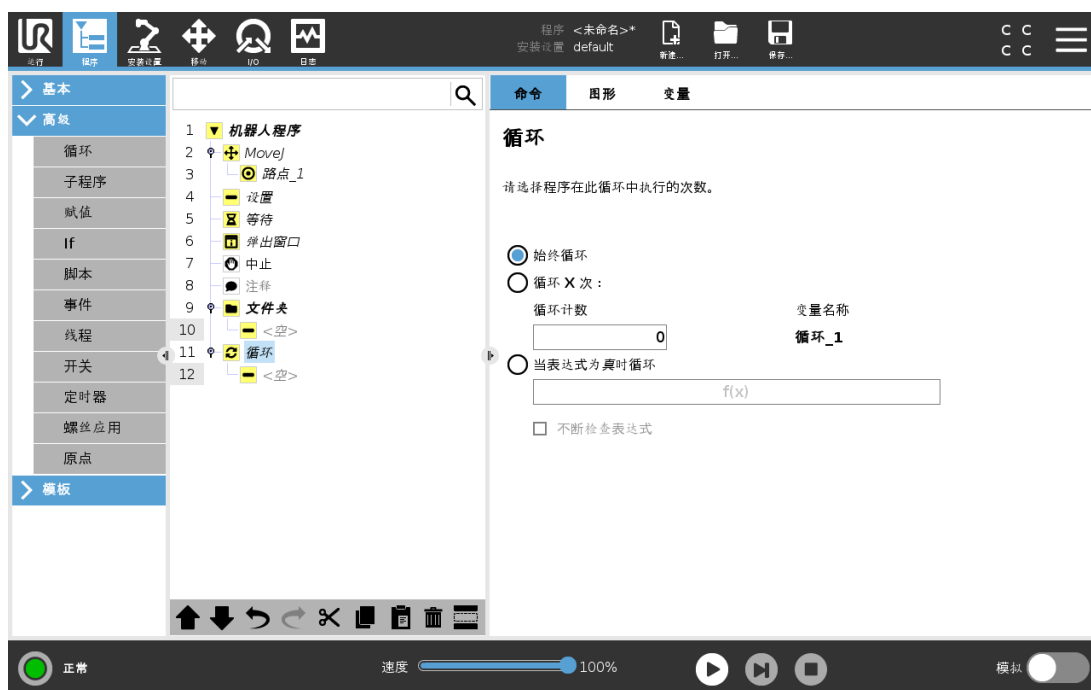 UR
运行
程序
安装设置
移动
I/O
日志
程序 <未命名>*
安装设置 default
新建...
打开...
保存...
C C
C C
基本
高级
循环
子程序
赋值
If
脚本
事件
线程
开关
定时器
螺丝应用
原点
模板
1 机器人程序
2 MoveJ
3 路点_1
4 设置
5 等待
6 弹出窗口
7 中止
8 注释
9 文件夹
10 <空>
11 循环
12 <空>
命令 图形 变量
循环
请选择程序在此循环中执行的次数。
始终循环
循环 X 次：
循环计数 变量名称
0 循环_1
当表达式为真时循环
f(x)
不断检查表达式
正常
速度 100%
模拟